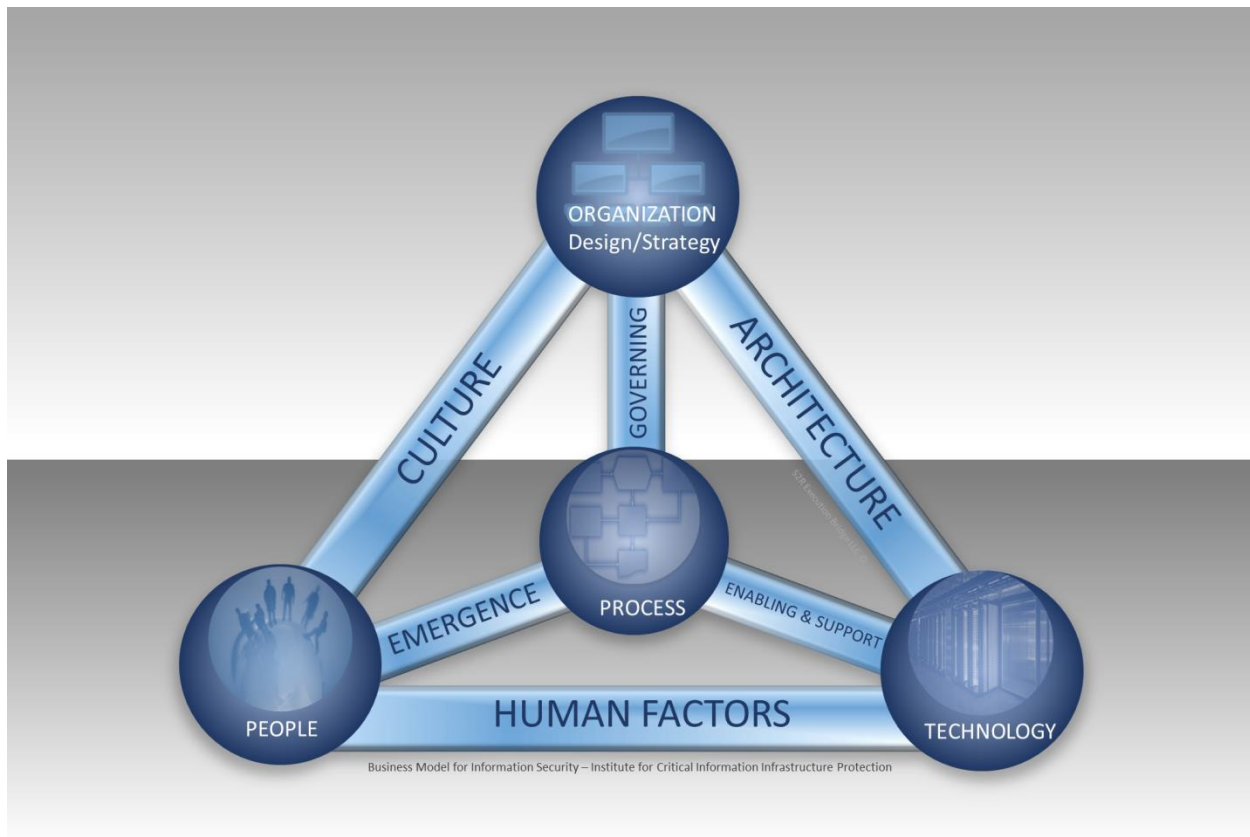 ORGANIZATION
Design/Strategy
CULTURE
GOVERNING
ARCHITECTURE
EMERGENCE
PROCESS
ENABLING & SUPPORT
PEOPLE
HUMAN FACTORS
TECHNOLOGY
Business Model for Information Security – Institute for Critical Information Infrastructure Protection